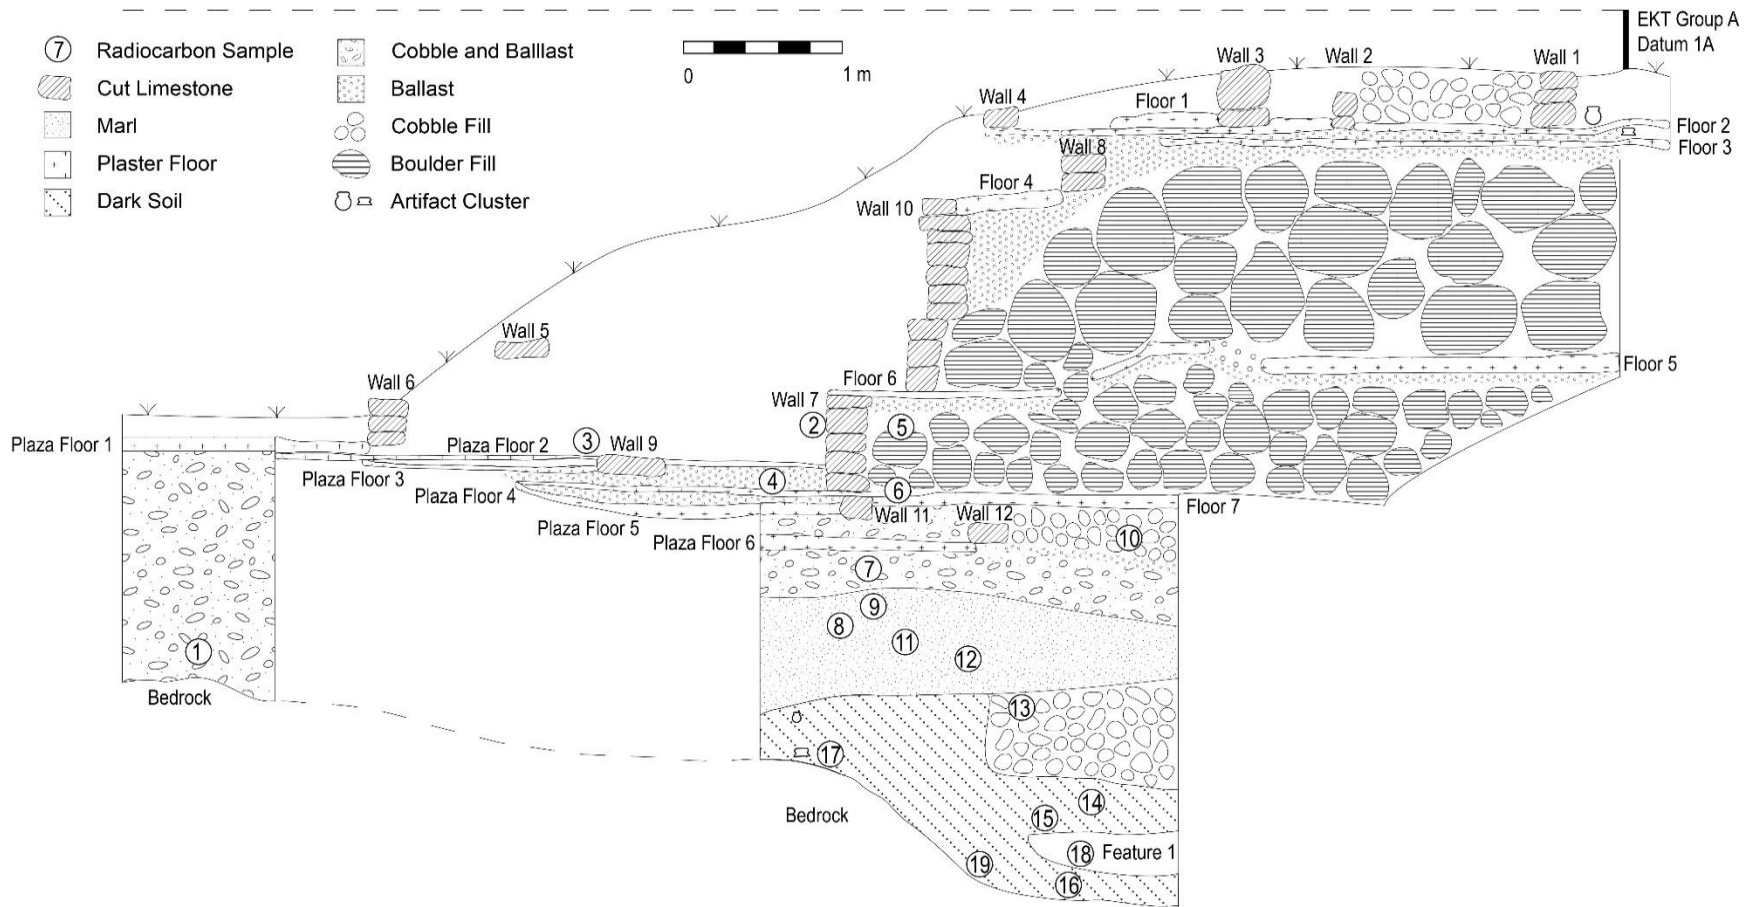 EKT Group A
Datum 1A
7 Radiocarbon Sample
Cut Limestone
Marl
Plaster Floor
Dark Soil
Cobble and Balllast
Ballast
Cobble Fill
Boulder Fill
Artifact Cluster
0 1 m
Wall 3
Wall 2
Wall 1
Wall 4
Floor 1
Floor 2
Floor 3
Wall 8
Floor 4
Wall 10
Wall 5
Floor 5
Wall 6
Floor 6
Wall 7
2
5
Plaza Floor 1
Plaza Floor 2
3
Wall 9
Plaza Floor 3
4
6
Plaza Floor 4
Floor 7
Plaza Floor 5
Wall 11
Wall 12
Plaza Floor 6
10
7
9
8
11
12
1
Bedrock
13
17
14
15
Bedrock
18
Feature 1
19
16